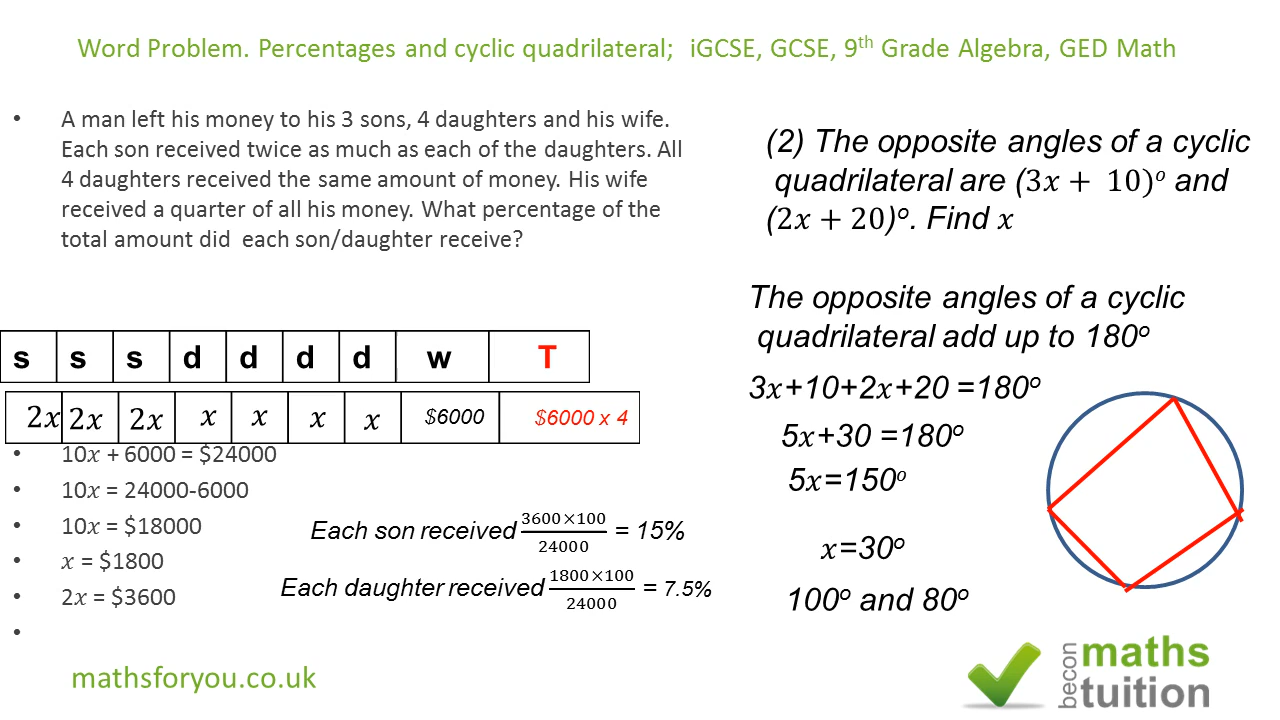 Word Problem. Percentages and cyclic quadrilateral;  iGCSE, GCSE, 9th Grade Algebra, GED Math
• A man left his money to his 3 sons, 4 daughters and his wife.
Each son received twice as much as each of the daughters. All
4 daughters received the same amount of money. His wife
received a quarter of all his money. What percentage of the
total amount did  each son/daughter receive?
s s s d d d d w T
2x 2x 2x x x x x $6000 $6000 x 4
• 10x + 6000 = $24000
• 10x = 24000-6000
• 10x = $18000
• x = $1800
• 2x = $3600
•
Each son received 3600×100/24000 = 15%
Each daughter received 1800×100/24000 = 7.5%
mathsforyou.co.uk
(2) The opposite angles of a cyclic
quadrilateral are (3x + 10)º and
(2x + 20)º. Find x
The opposite angles of a cyclic
quadrilateral add up to 180º
3x+10+2x+20 =180º
5x+30 =180º
5x=150º
x=30º
100º and 80º
becon
maths
tuition